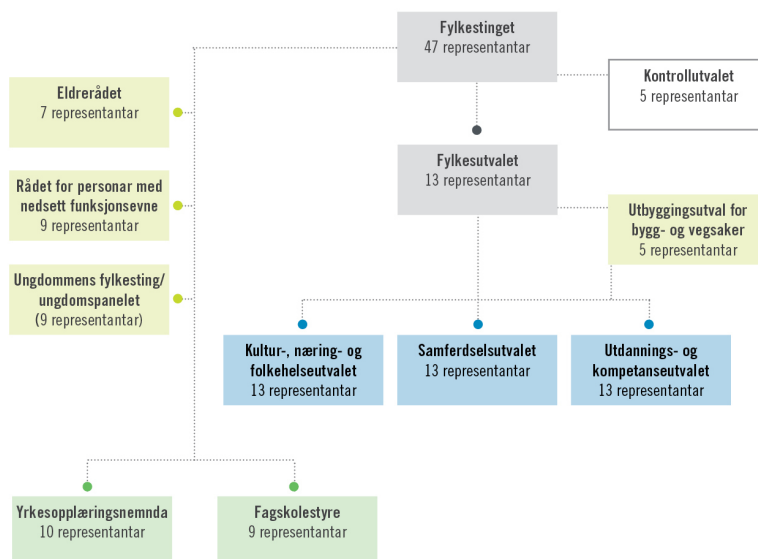 Fylkestinget
47 representantar
Kontrollutvalet
5 representantar
Eldrerådet
7 representantar
Fylkesutvalet
13 representantar
Rådet for personar med
nedsett funksjonsevne
9 representantar
Utbyggingsutval for
bygg- og vegsaker
5 representantar
Ungdommens fylkesting/
ungdomspanelet
(9 representantar)
Kultur-, næring- og
folkehelseutvalet
13 representantar
Samferdselsutvalet
13 representantar
Utdannings- og
kompetanseutvalet
13 representantar
Yrkesopplæringsnemnda
10 representantar
Fagskolestyre
9 representantar